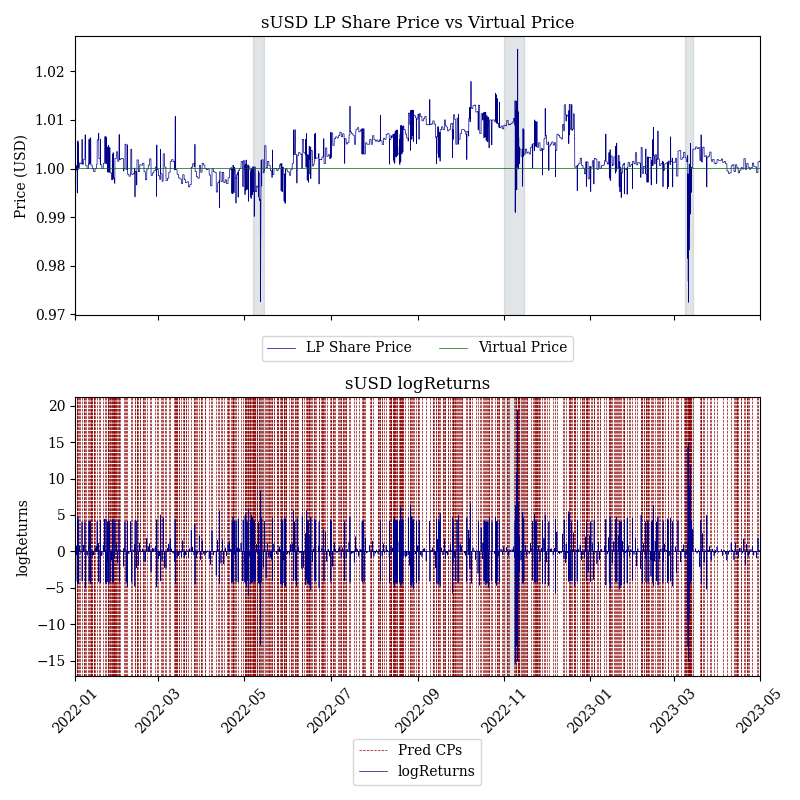 sUSD LP Share Price vs Virtual Price
1.02
1.01
1.00
0.99
0.98
0.97
Price (USD)
LP Share Price
Virtual Price
sUSD logReturns
20
15
10
5
0
−5
−10
−15
logReturns
2022-01
2022-03
2022-05
2022-07
2022-09
2022-11
2023-01
2023-03
2023-05
Pred CPs
logReturns